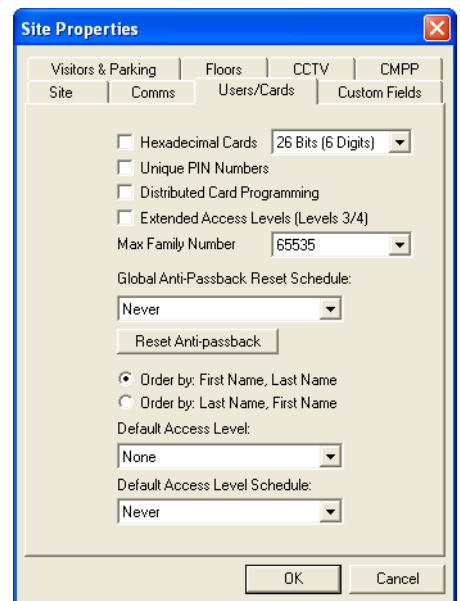 Site Properties
Visitors & Parking Floors CCTV CMPP
Site Comms Users/Cards Custom Fields
Hexadecimal Cards 26 Bits (6 Digits)
Unique PIN Numbers
Distributed Card Programming
Extended Access Levels (Levels 3/4)
Max Family Number 65535
Global Anti-Passback Reset Schedule:
Never
Reset Anti-passback
Order by: First Name, Last Name
Order by: Last Name, First Name
Default Access Level:
None
Default Access Level Schedule:
Never
OK Cancel